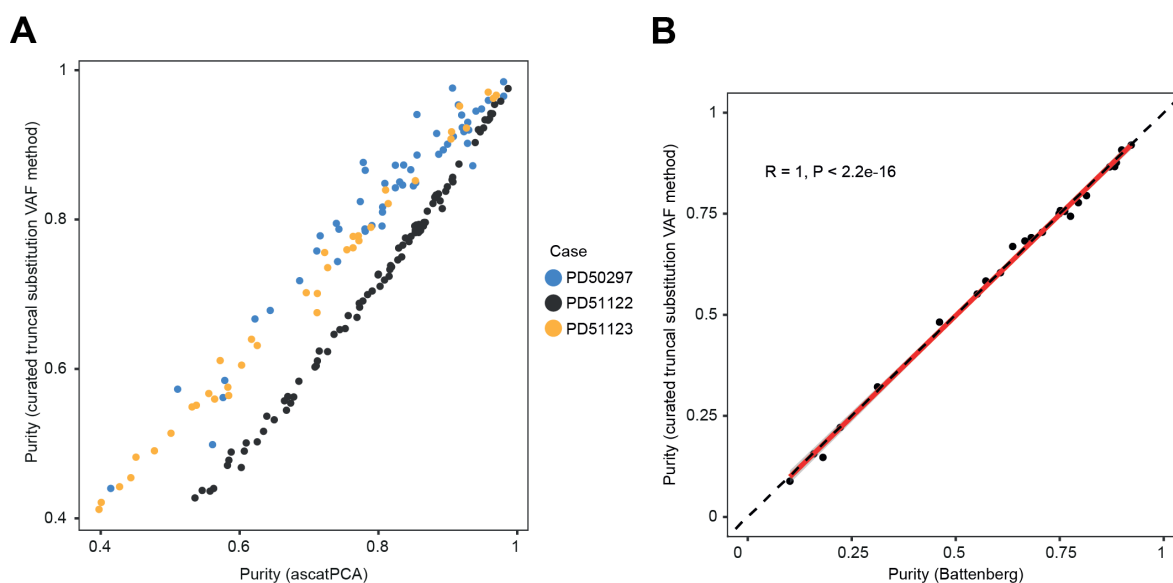 A
Purity (curated truncal substitution VAF method)
1
0.8
0.6
0.4
0.4
0.6
0.8
1
Purity (ascatPCA)
Case
PD50297
PD51122
PD51123
B
Purity (curated truncal substitution VAF method)
R = 1, P < 2.2e-16
1
0.75
0.5
0.25
0
0
0.25
0.5
0.75
1
Purity (Battenberg)